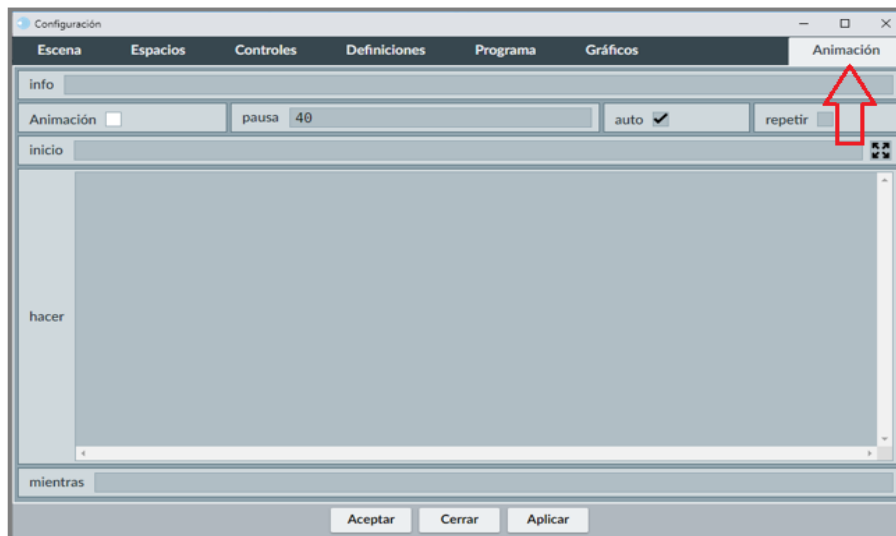 Configuración
Escena Espacios Controles Definiciones Programa Gráficos Animación
info
Animación pausa 40 auto repetir
inicio
hacer
mientras
Aceptar Cerrar Aplicar